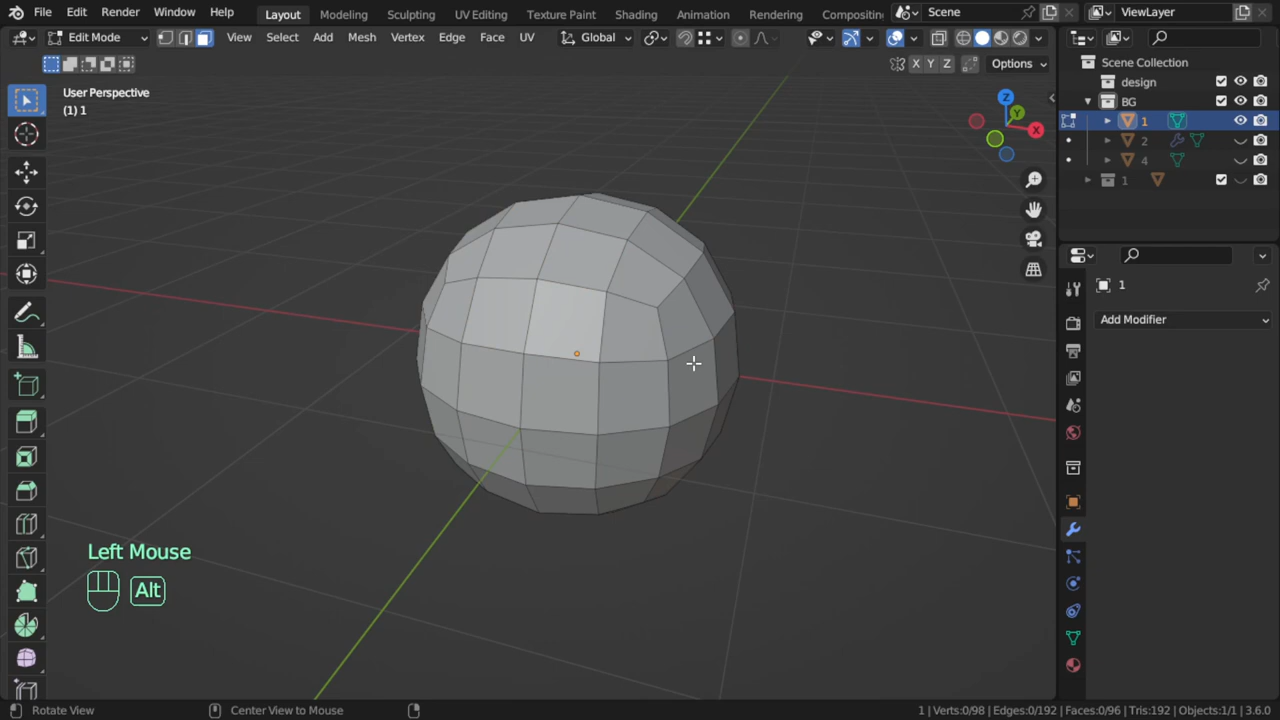 File Edit Render Window Help Layout Modeling Sculpting UV Editing Texture Paint Shading Animation Rendering Compositin Scene ViewLayer
Edit Mode View Select Add Mesh Vertex Edge Face UV Global
X Y Z Options
User Perspective
(1) 1
Z
Y
X
Scene Collection
design
BG
1
2
4
1
1
Add Modifier
Left Mouse
Alt
Rotate View Center View to Mouse 1 | Verts:0/98 | Edges:0/192 | Faces:0/96 | Tris:192 | Objects:1/1 | 3.6.0